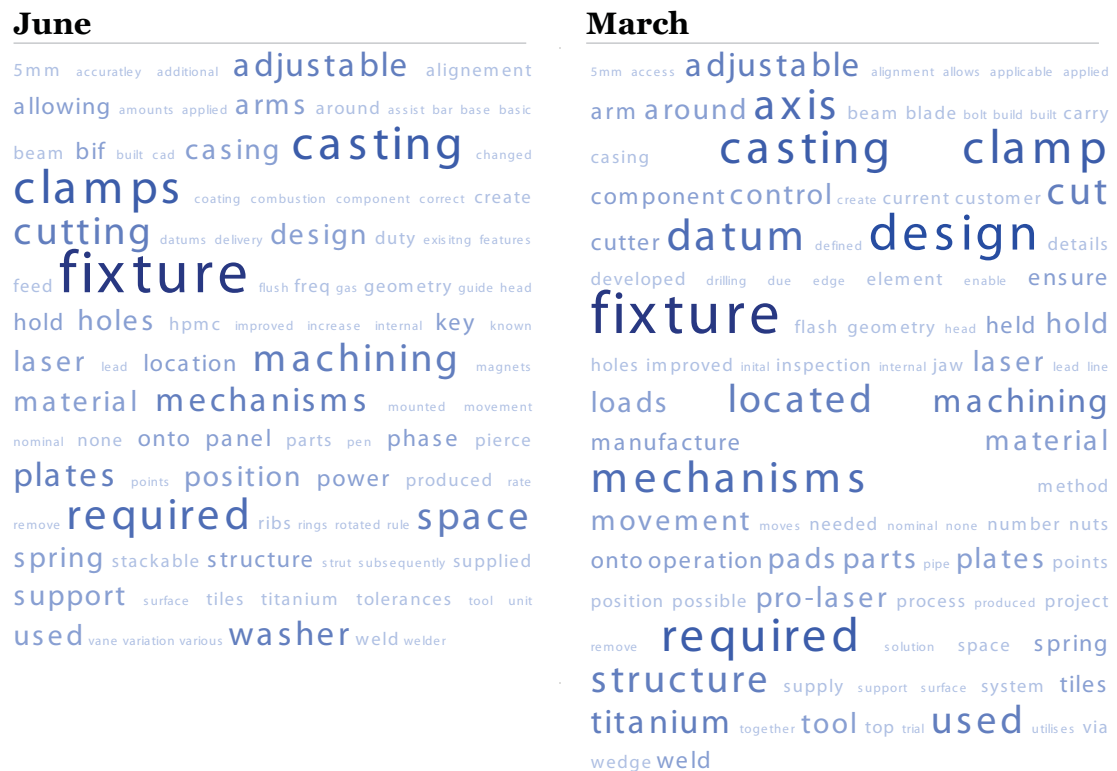 June
5mm accuratley additional adjustable alignement
allowing amounts applied arms around assist bar base basic
beam bif built cad casing casting changed
clamps coating combustion component correct create
cutting datums delivery design duty exisitng features
feed fixture flush freq gas geometry guide head
hold holes hpmc improved increase internal key known
laser lead location machining magnets
material mechanisms mounted movement
nominal none onto panel parts pen phase pierce
plates points position power produced rate
remove required ribs rings rotated rule space
spring stackable structure strut subsequently supplied
support surface tiles titanium tolerances tool unit
used vane variation various washer weld welder
March
5mm access adjustable alignment allows applicable applied
arm around axis beam blade bolt build built carry
casing casting clamp
component control create current customer cut
cutter datum defined design details
developed drilling due edge element enable ensure
fixture flash geometry head held hold
holes improved inital inspection internal jaw laser lead line
loads located machining
manufacture material
mechanisms method
movement moves needed nominal none number nuts
onto operation pads parts pipe plates points
position possible pro-laser process produced project
remove required solution space spring
structure supply support surface system tiles
titanium together tool top trial used utilises via
wedge weld